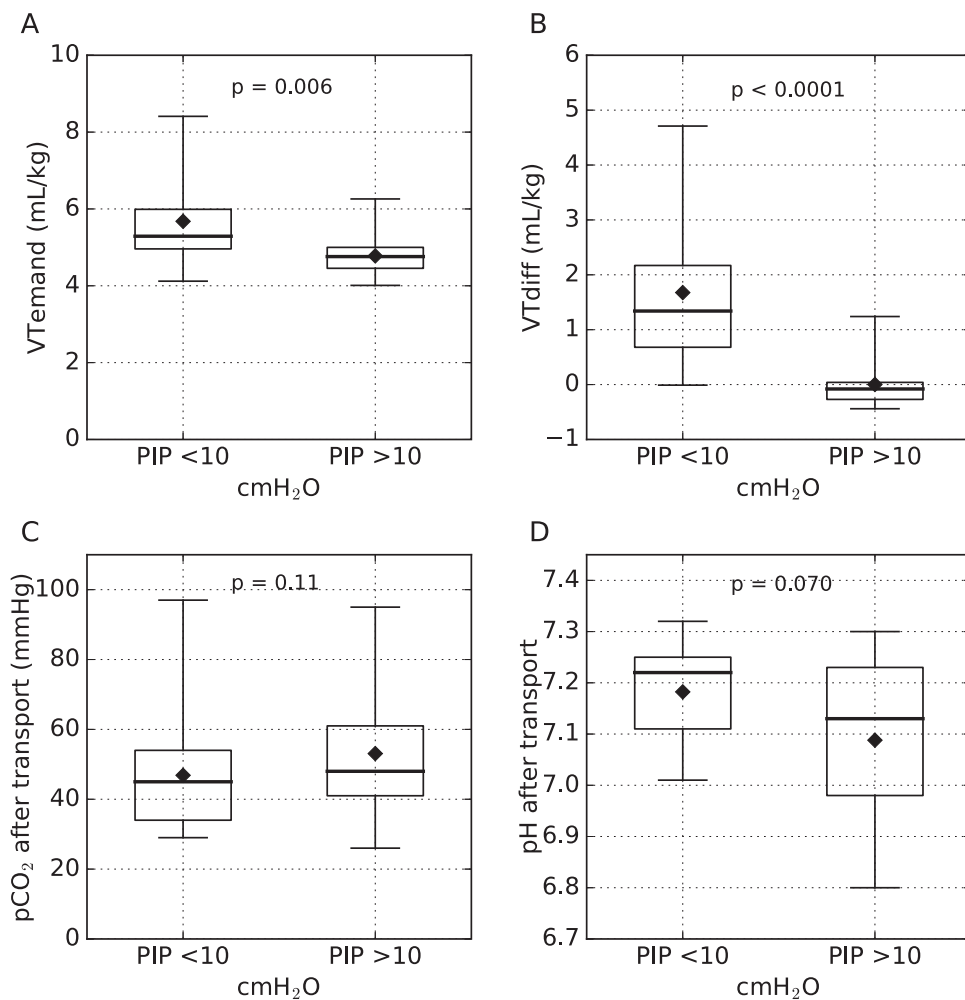 A
10
8
6
4
2
0
VTemand (mL/kg)
p = 0.006
PIP <10
PIP >10
cmH₂O
B
6
5
4
3
2
1
0
−1
VTdiff (mL/kg)
p < 0.0001
PIP <10
PIP >10
cmH₂O
C
100
80
60
40
20
0
pCO₂ after transport (mmHg)
p = 0.11
PIP <10
PIP >10
cmH₂O
D
7.4
7.3
7.2
7.1
7.0
6.9
6.8
6.7
pH after transport
p = 0.070
PIP <10
PIP >10
cmH₂O